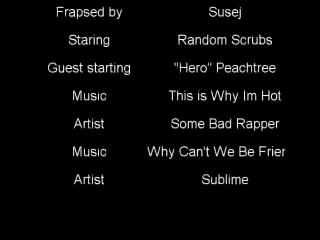 Frapsed by Susej
Staring Random Scrubs
Guest starting "Hero" Peachtree
Music This is Why Im Hot
Artist Some Bad Rapper
Music Why Can't We Be Frier
Artist Sublime